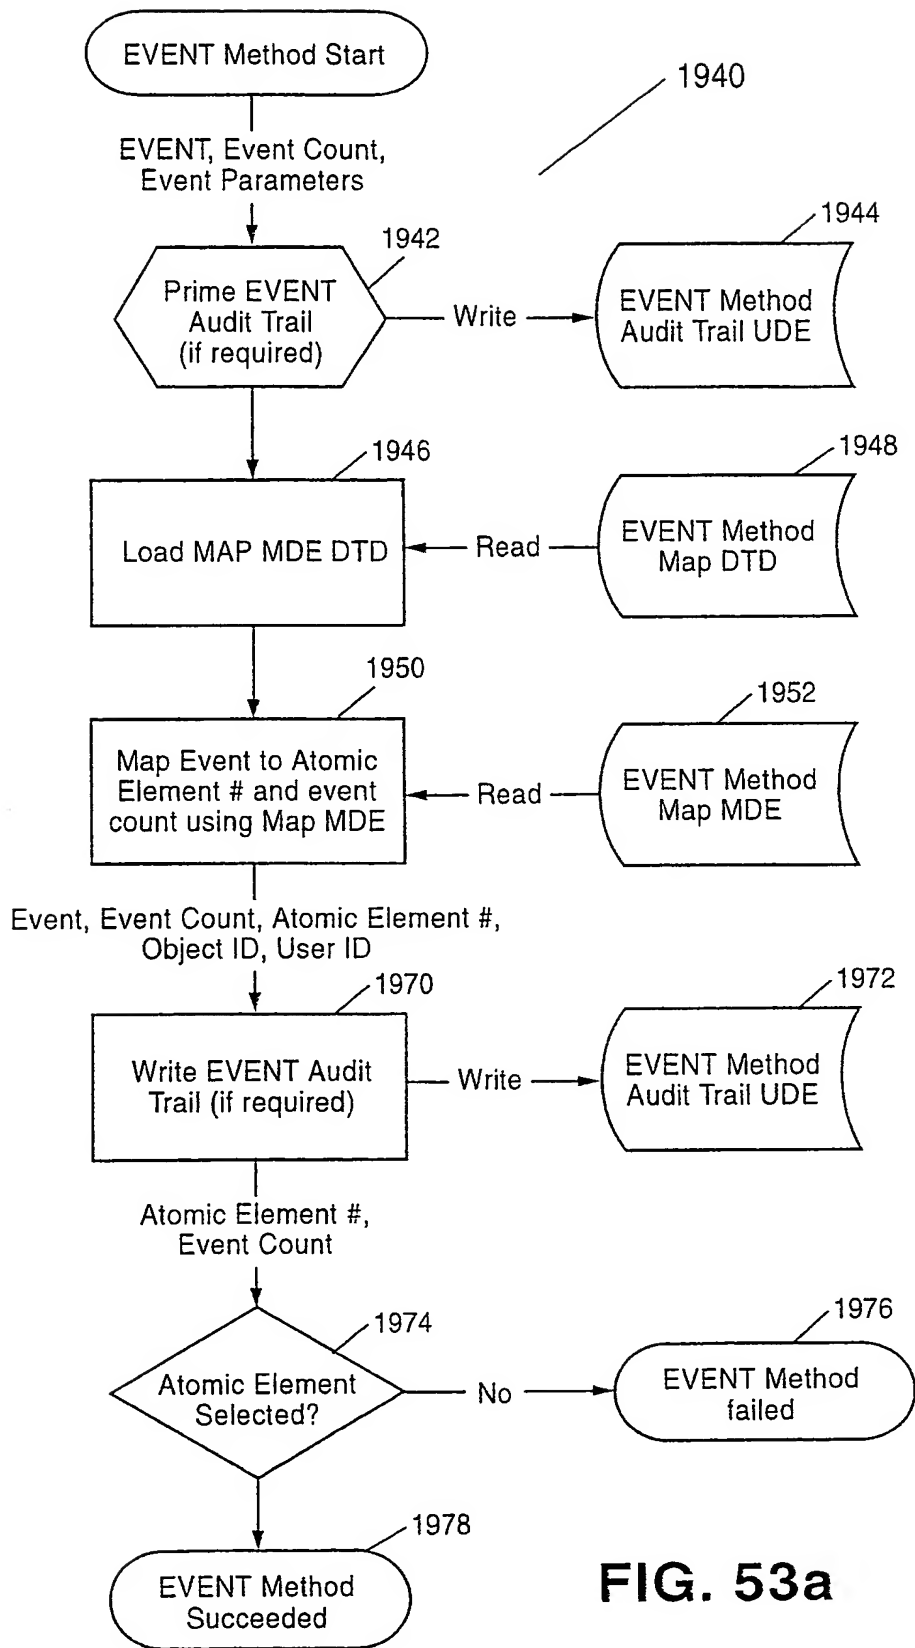 EVENT Method Start
1940
EVENT, Event Count,
Event Parameters
1942
Prime EVENT
Audit Trail
(if required)
Write
1944
EVENT Method
Audit Trail UDE
1946
Load MAP MDE DTD
Read
1948
EVENT Method
Map DTD
1950
Map Event to Atomic
Element # and event
count using Map MDE
Read
1952
EVENT Method
Map MDE
Event, Event Count, Atomic Element #,
Object ID, User ID
1970
Write EVENT Audit
Trail (if required)
Write
1972
EVENT Method
Audit Trail UDE
Atomic Element #,
Event Count
1974
Atomic Element
Selected?
No
1976
EVENT Method
failed
1978
EVENT Method
Succeeded
FIG. 53a